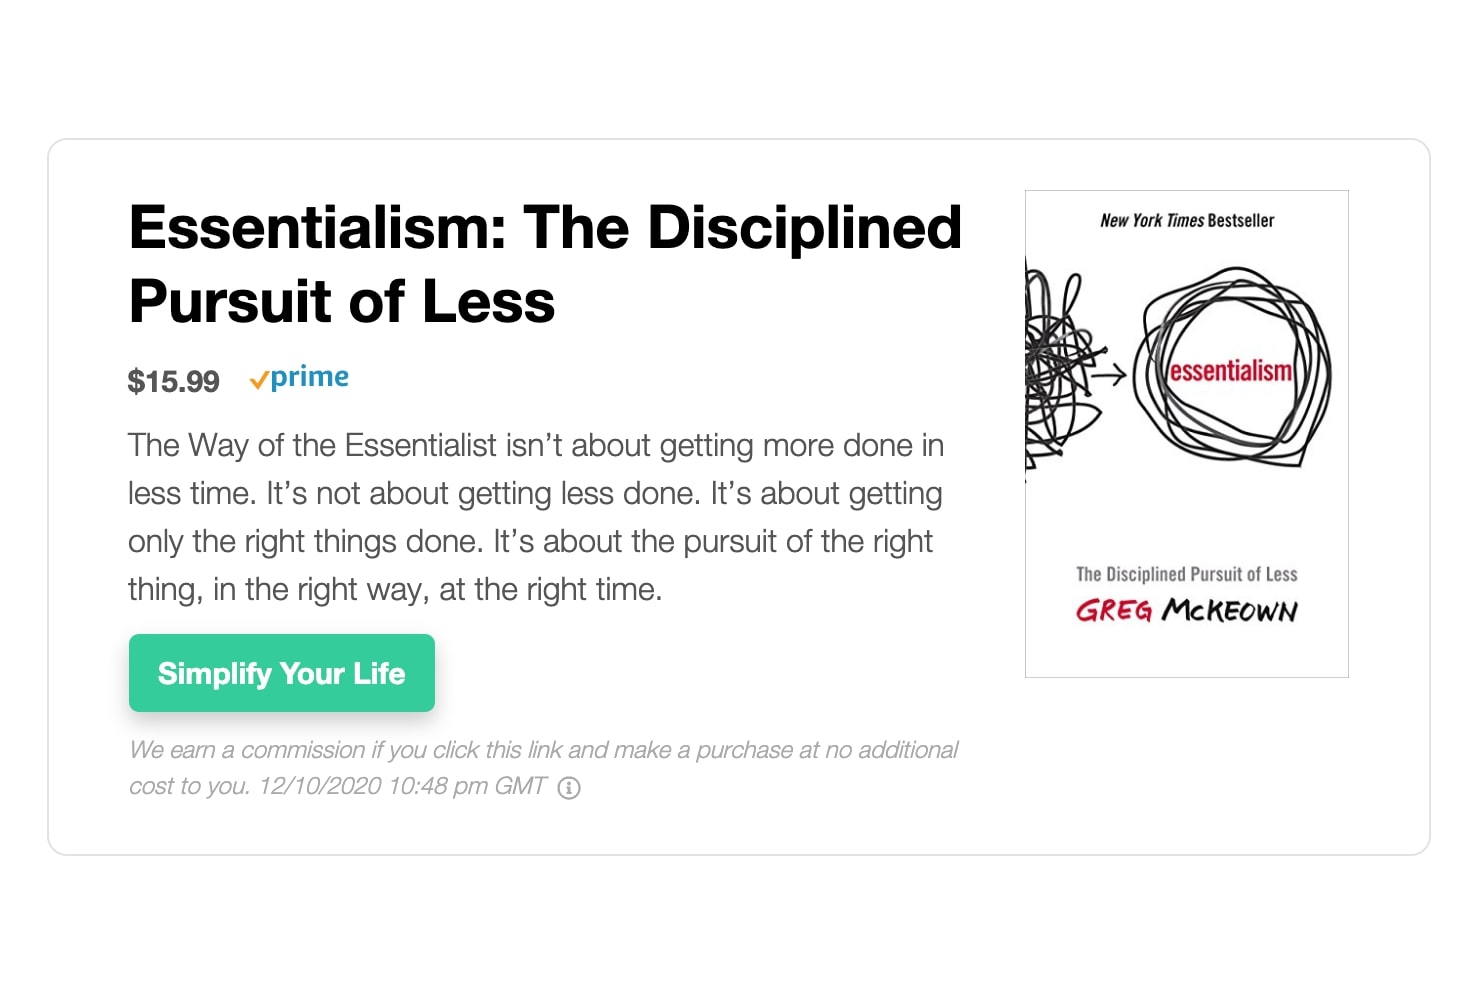 Essentialism: The Disciplined
Pursuit of Less
$15.99 prime
The Way of the Essentialist isn’t about getting more done in
less time. It’s not about getting less done. It’s about getting
only the right things done. It’s about the pursuit of the right
thing, in the right way, at the right time.
Simplify Your Life
We earn a commission if you click this link and make a purchase at no additional
cost to you. 12/10/2020 10:48 pm GMT
New York Times Bestseller
essentialism
The Disciplined Pursuit of Less
GREG McKEOWN